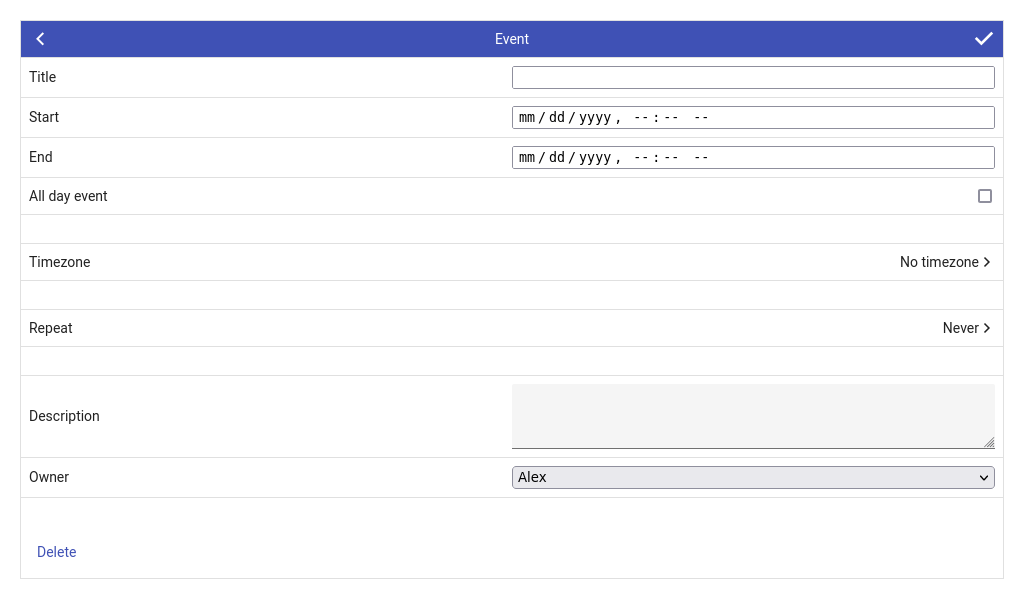 Event
Title
Start mm/dd/yyyy, --:-- --
End mm/dd/yyyy, --:-- --
All day event
Timezone No timezone
Repeat Never
Description
Owner Alex
Delete